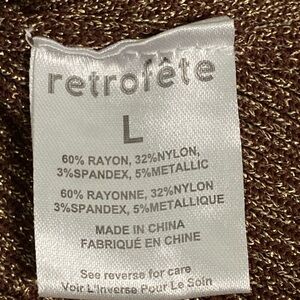 retrofête
L
60% RAYON, 32%NYLON,
3%SPANDEX, 5%METALLIC
60% RAYONNE, 32%NYLON
3%SPANDEX, 5%METALLIQUE
MADE IN CHINA
FABRIQUÉ EN CHINE
See reverse for care
Voir L'Inverse Pour Le Soin